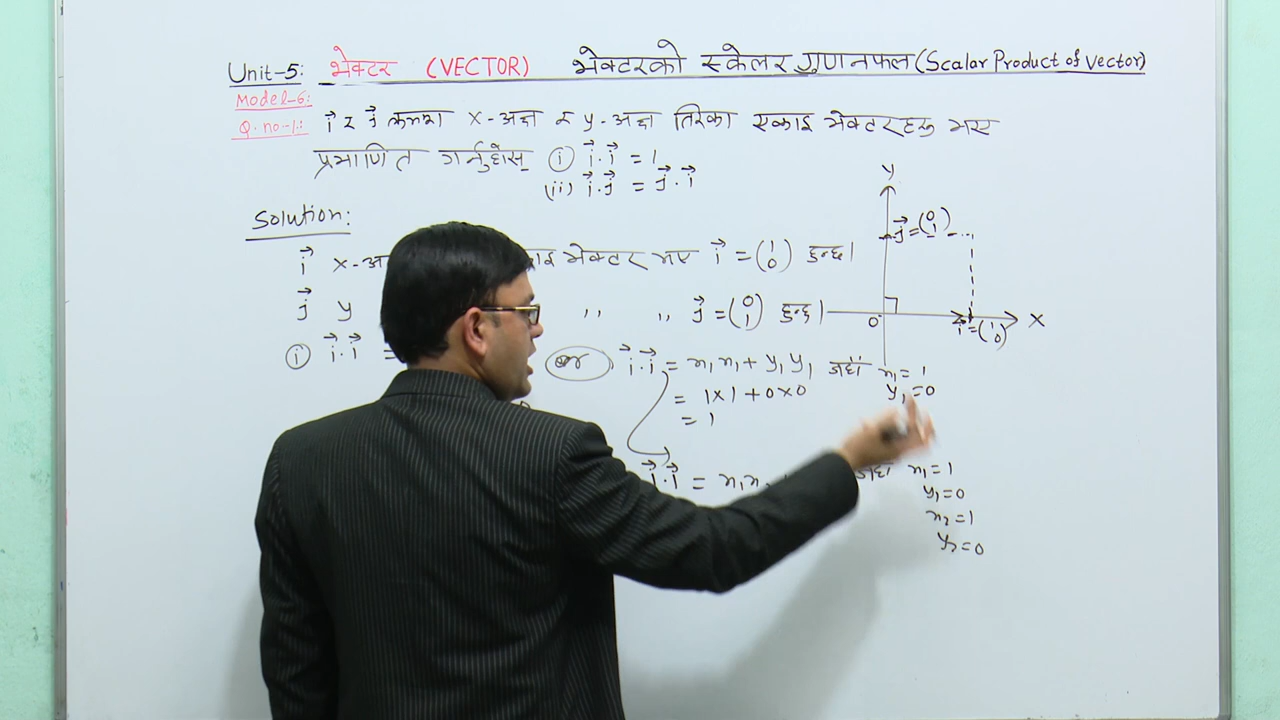 Unit-5: भेक्टर (VECTOR) भेक्टरको स्केलर गुणनफल (Scalar Product of vector)
Model-6:
Q.no-1: i⃗ र j⃗ क्रमश X-अक्ष र y-अक्ष तिरका एकाइ भेक्टरहरू भए
प्रमाणित गर्नुहोस् (i) i⃗.i⃗ = 1
(ii) i⃗.j⃗ = j⃗.i⃗
Solution:
i⃗ x-अ भेक्टर भए i⃗ = (1 0) हुन्छ।
j⃗ y ,, ,, j⃗ = (0 1) हुन्छ।
(i) i⃗.i⃗ =
or i⃗.i⃗ = x₁x₁ + y₁y₁ जहाँ x₁ = 1
y₁ = 0
= 1×1 + 0×0
= 1
i⃗.i⃗ = जहाँ x₁ = 1
y₁ = 0
x₂ = 1
y₂ = 0
Y
j⃗ = (0 1)
0
i⃗ = (1 0)
X